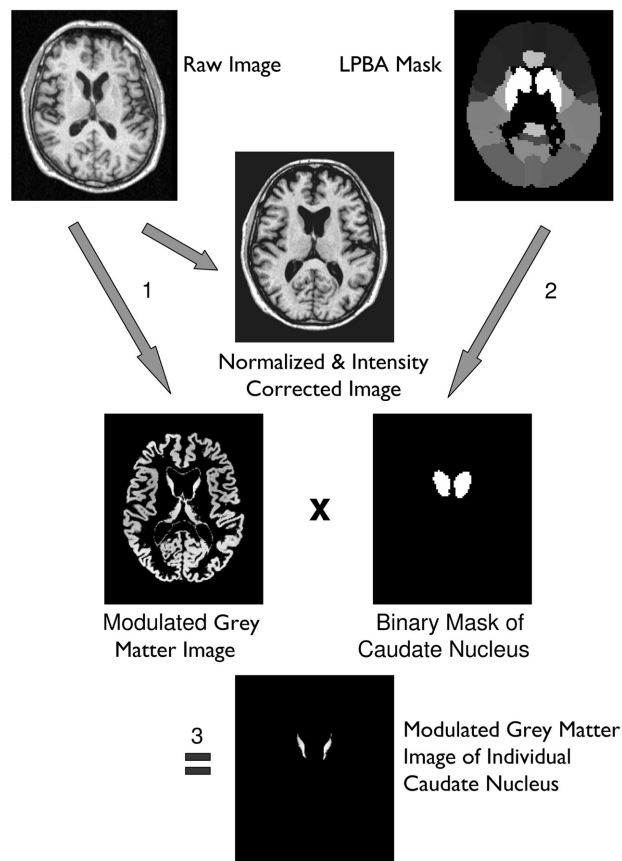 Raw Image
LPBA Mask
1
2
Normalized & Intensity
Corrected Image
x
Modulated Grey
Matter Image
Binary Mask of
Caudate Nucleus
3
=
Modulated Grey Matter
Image of Individual
Caudate Nucleus